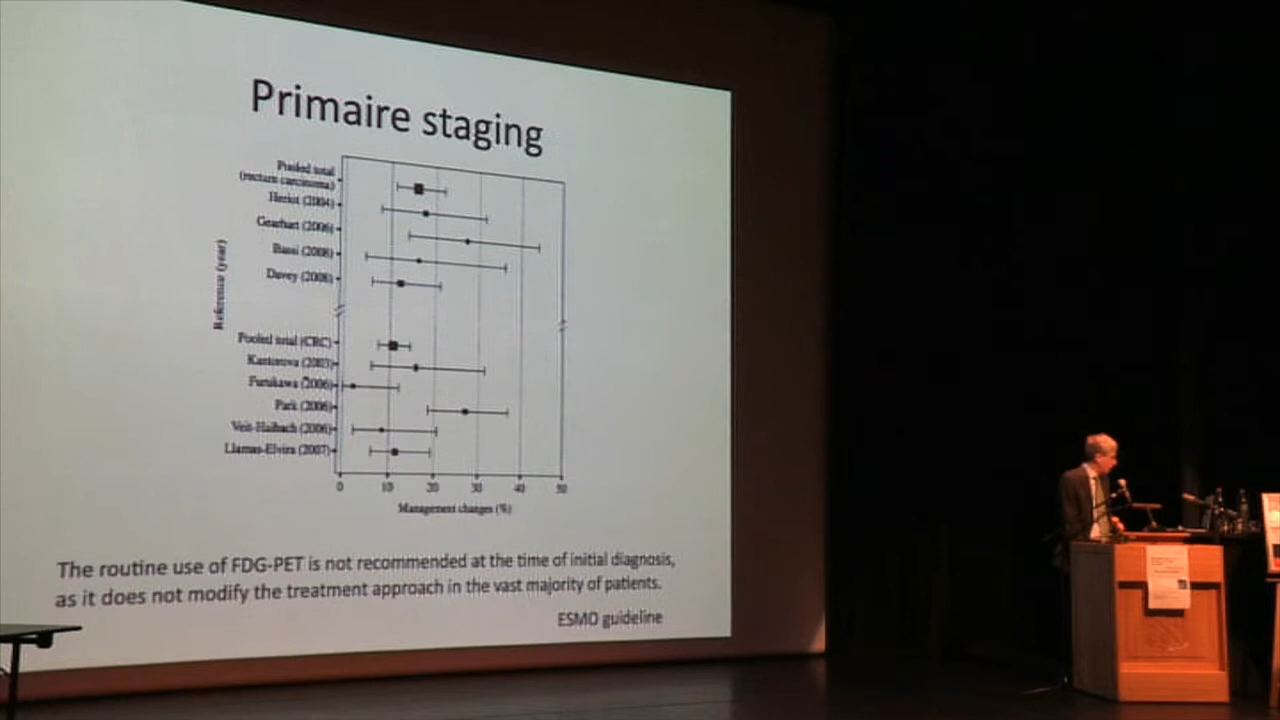 Primaire staging
Pooled total
(rectum carcinoma)
Heriot (2004)
Gearhart (2006)
Bassi (2008)
Davey (2008)
Reference (year)
Pooled total (CRC)
Kantorova (2003)
Furukawa (2006)
Park (2006)
Veit-Haibach (2006)
Llamas-Elvira (2007)
0 10 20 30 40 50
Management changes (%)
The routine use of FDG-PET is not recommended at the time of initial diagnosis,
as it does not modify the treatment approach in the vast majority of patients.
ESMO guideline